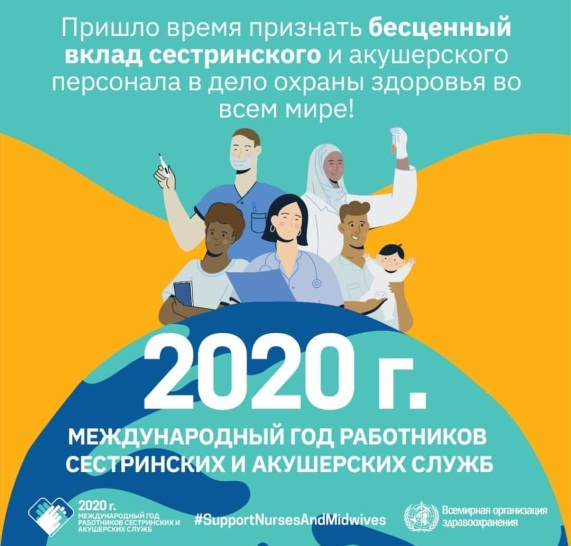 Пришло время признать бесценный
вклад сестринского и акушерского
персонала в дело охраны здоровья во
всем мире!
2020 г.
МЕЖДУНАРОДНЫЙ ГОД РАБОТНИКОВ
СЕСТРИНСКИХ И АКУШЕРСКИХ СЛУЖБ
2020 г.
МЕЖДУНАРОДНЫЙ ГОД
РАБОТНИКОВ СЕСТРИНСКИХ И
АКУШЕРСКИХ СЛУЖБ
#SupportNursesAndMidwives
Всемирная организация
здравоохранения